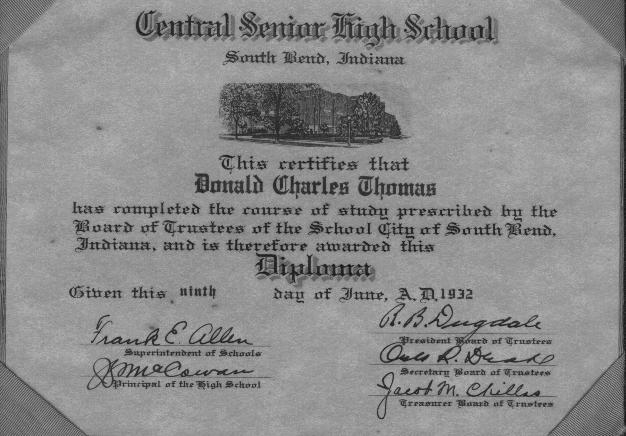 Central Senior High School
South Bend, Indiana
This certifies that
Donald Charles Thomas
has completed the course of study prescribed by the
Board of Trustees of the School City of South Bend,
Indiana, and is therefore awarded this
Diploma
Given this ninth day of June, A.D. 1932
Frank E. Allen
Superintendent of Schools
R. B. Dugdale
President Board of Trustees
McCowan
Principal of the High School
Secretary Board of Trustees
Jacob M. Chillas
Treasurer Board of Trustees